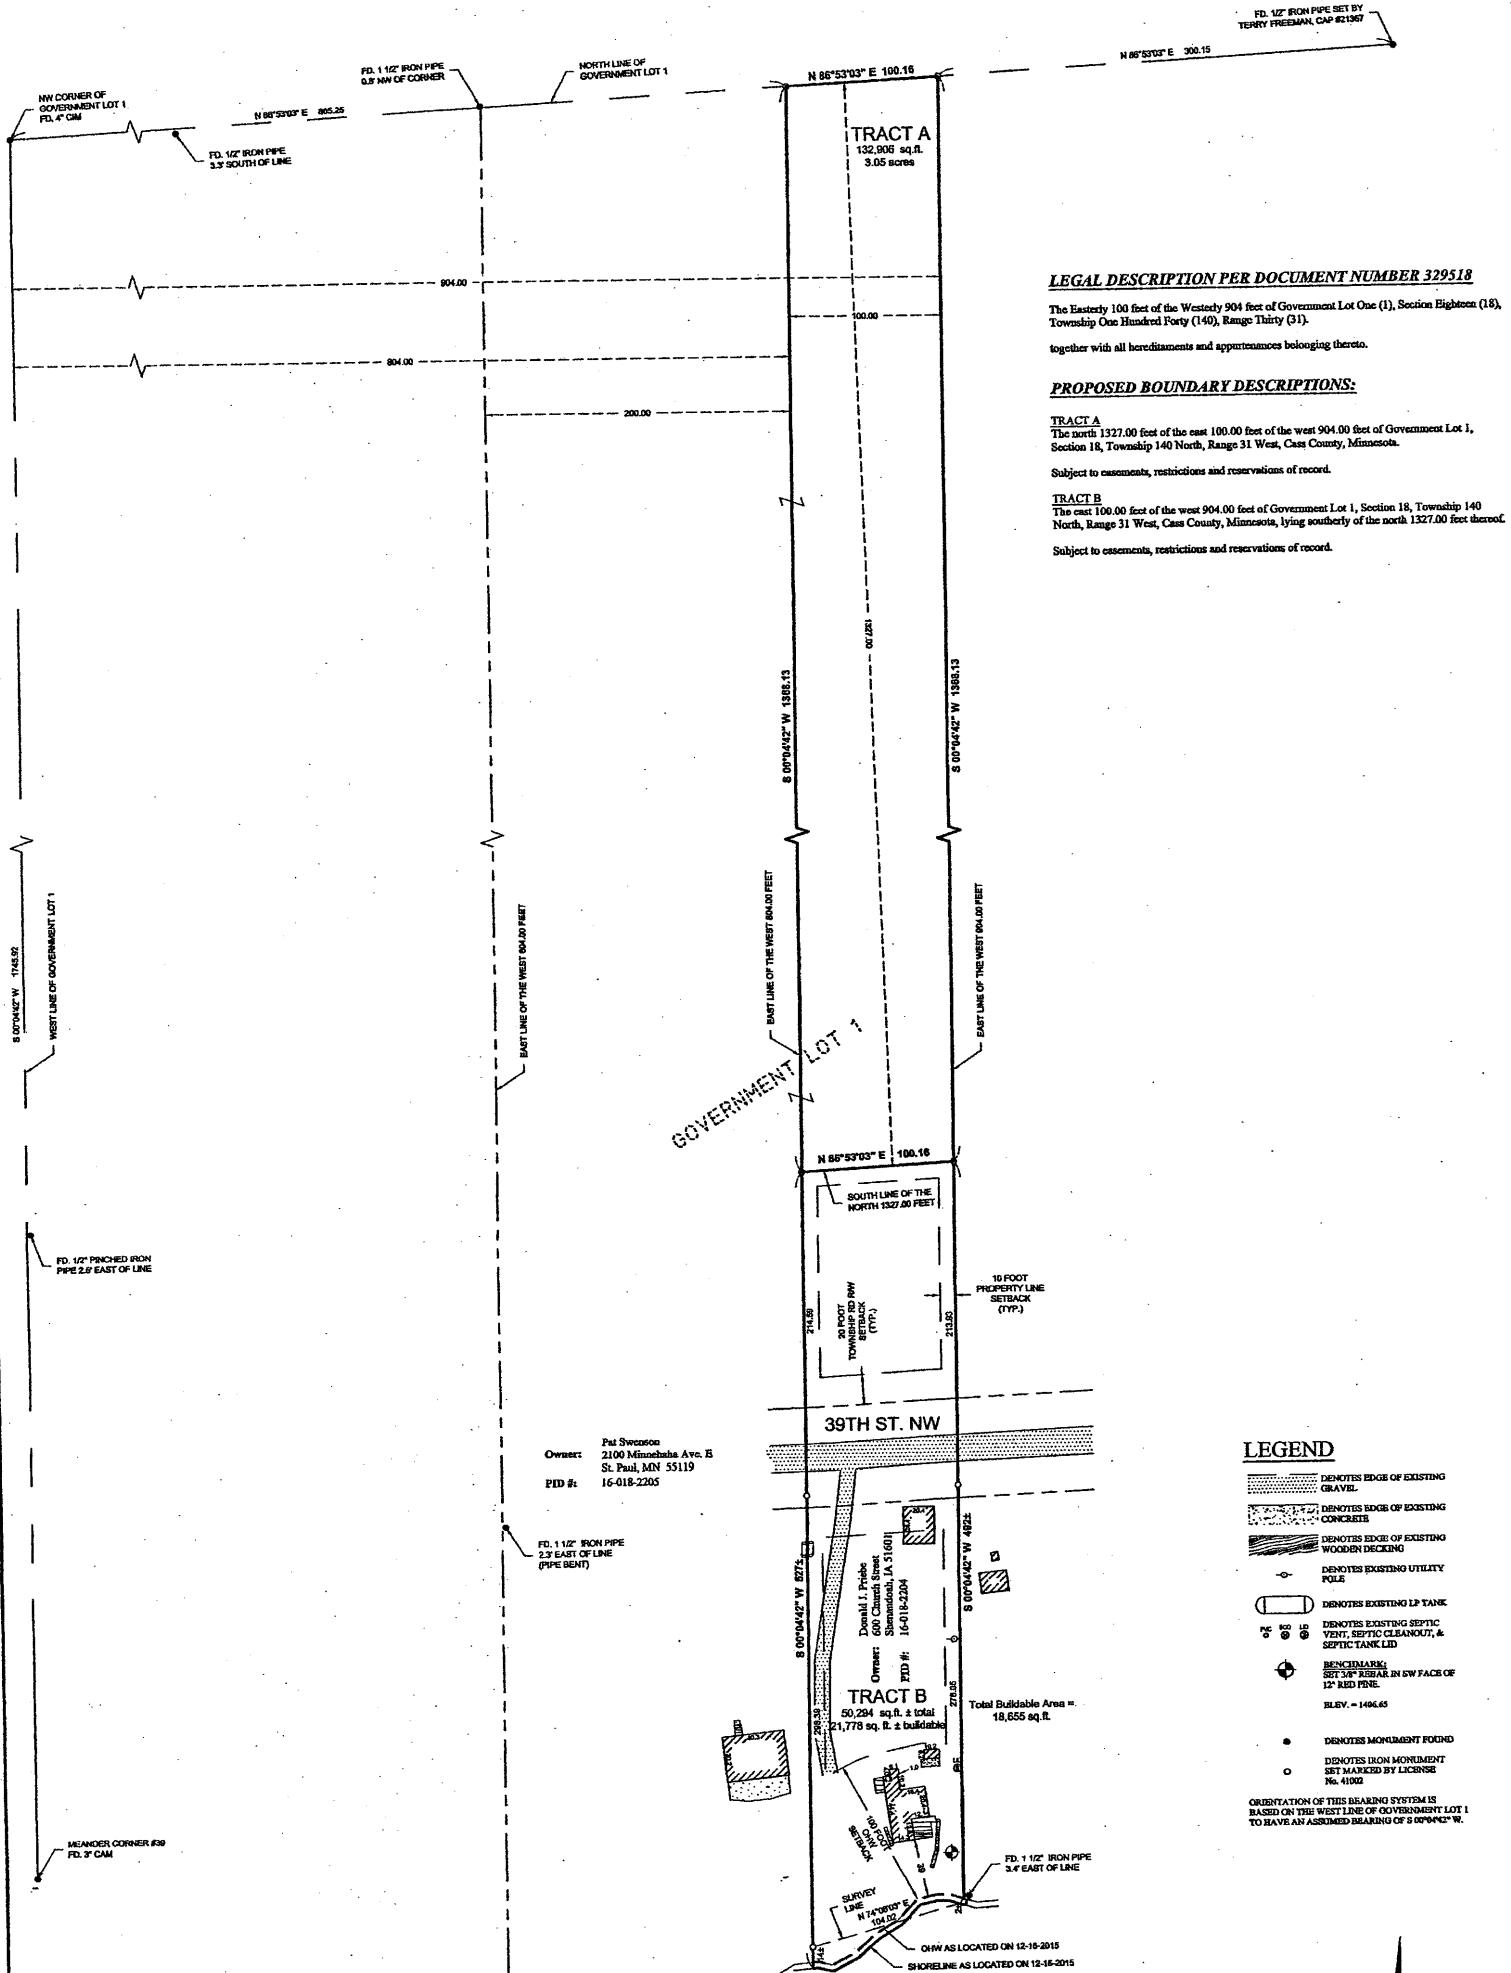 FD. 1/2" IRON PIPE SET BY
TERRY FREEMAN, CAP #21367
N 86°53'03" E 300.15
N 86°53'03" E 100.16
FD. 1 1/2" IRON PIPE
0.8' NW OF CORNER
NORTH LINE OF
GOVERNMENT LOT 1
NW CORNER OF
GOVERNMENT LOT 1
FD. 4" CIM
N 86°53'03" E 805.25
FD. 1/2" IRON PIPE
3.3' SOUTH OF LINE
TRACT A
132,906 sq.ft.
3.05 acres
904.00
100.00
804.00
200.00
LEGAL DESCRIPTION PER DOCUMENT NUMBER 329518
The Easterly 100 feet of the Westerly 904 feet of Government Lot One (1), Section Eighteen (18),
Township One Hundred Forty (140), Range Thirty (31).
together with all hereditaments and appurtenances belonging thereto.
PROPOSED BOUNDARY DESCRIPTIONS:
TRACT A
The north 1327.00 feet of the east 100.00 feet of the west 904.00 feet of Government Lot 1,
Section 18, Township 140 North, Range 31 West, Cass County, Minnesota.
Subject to easements, restrictions and reservations of record.
TRACT B
The east 100.00 feet of the west 904.00 feet of Government Lot 1, Section 18, Township 140
North, Range 31 West, Cass County, Minnesota, lying southerly of the north 1327.00 feet thereof.
Subject to easements, restrictions and reservations of record.
1327.00
S 00°04'42" W 1388.13
S 00°04'42" W 1388.13
S 00°04'42" W 1745.92
WEST LINE OF GOVERNMENT LOT 1
EAST LINE OF THE WEST 604.00 FEET
EAST LINE OF THE WEST 804.00 FEET
EAST LINE OF THE WEST 904.00 FEET
GOVERNMENT LOT 1
N 86°53'03" E 100.16
SOUTH LINE OF THE
NORTH 1327.00 FEET
FD. 1/2" PINCHED IRON
PIPE 2.6' EAST OF LINE
10 FOOT
PROPERTY LINE
SETBACK
(TYP.)
20 FOOT
TOWNSHIP RD R/W
SETBACK
(TYP.)
214.59
213.93
39TH ST. NW
Owner: Pat Swenson
2100 Minnehaha Ave. E
St. Paul, MN 55119
PID #: 16-018-2205
FD. 1 1/2" IRON PIPE
2.3' EAST OF LINE
(PIPE BENT)
S 00°04'42" W 527±
S 00°04'42" W 492±
Owner: Donald J. Priebe
600 Church Street
Shenandoah, IA 51601
PID #: 16-018-2204
TRACT B
50,294 sq.ft. ± total
21,778 sq. ft. ± buildable
298.39
278.05
Total Buildable Area =
18,655 sq.ft.
100 FOOT
OHW
SETBACK
SURVEY
LINE
N 74°08'03" E
104.02
FD. 1 1/2" IRON PIPE
3.4' EAST OF LINE
OHW AS LOCATED ON 12-16-2015
SHORELINE AS LOCATED ON 12-16-2015
MEANDER CORNER #39
FD. 3" CAM
LEGEND
DENOTES EDGE OF EXISTING
GRAVEL
DENOTES EDGE OF EXISTING
CONCRETE
DENOTES EDGE OF EXISTING
WOODEN DECKING
DENOTES EXISTING UTILITY
POLE
DENOTES EXISTING LP TANK
DENOTES EXISTING SEPTIC
VENT, SEPTIC CLEANOUT, &
SEPTIC TANK LID
BENCHMARK:
SET 3/8" REBAR IN SW FACE OF
12" RED PINE.
ELEV. = 1406.65
DENOTES MONUMENT FOUND
DENOTES IRON MONUMENT
SET MARKED BY LICENSE
No. 41002
ORIENTATION OF THIS BEARING SYSTEM IS
BASED ON THE WEST LINE OF GOVERNMENT LOT 1
TO HAVE AN ASSUMED BEARING OF S 00°04'42" W.